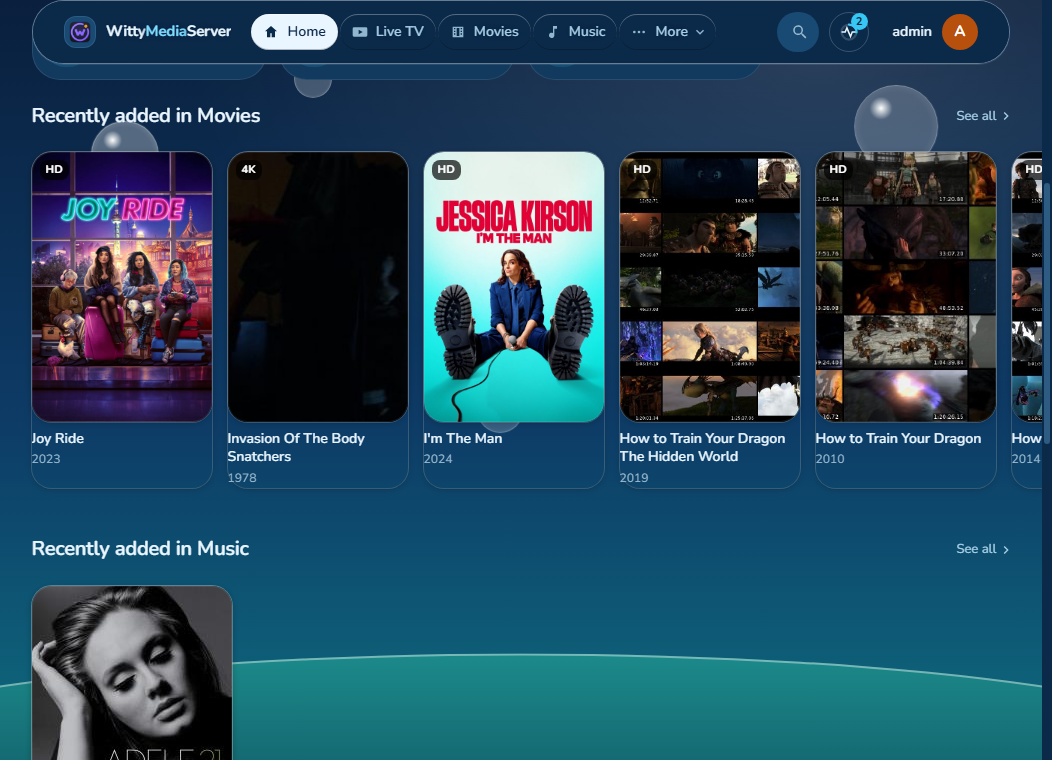 WittyMediaServer
Home
Live TV
Movies
Music
More
2
admin
A
Recently added in Movies
See all
HD
JOY RIDE
4K
HD
JESSICA KIRSON
I'M THE MAN
HD
HD
HD
Joy Ride
2023
Invasion Of The Body
Snatchers
1978
I'm The Man
2024
How to Train Your Dragon
The Hidden World
2019
How to Train Your Dragon
2010
How
2014
Recently added in Music
See all
ADELE 21